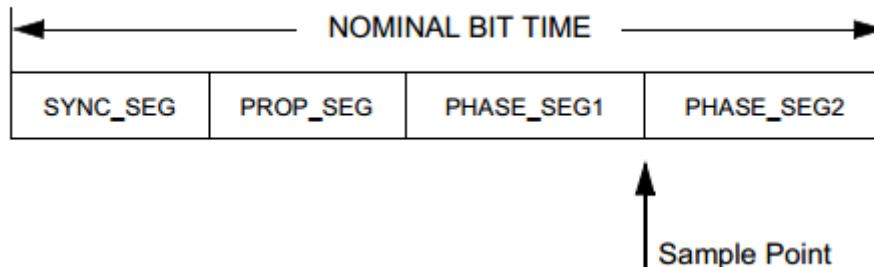 NOMINAL BIT TIME
SYNC_SEG PROP_SEG PHASE_SEG1 PHASE_SEG2
Sample Point